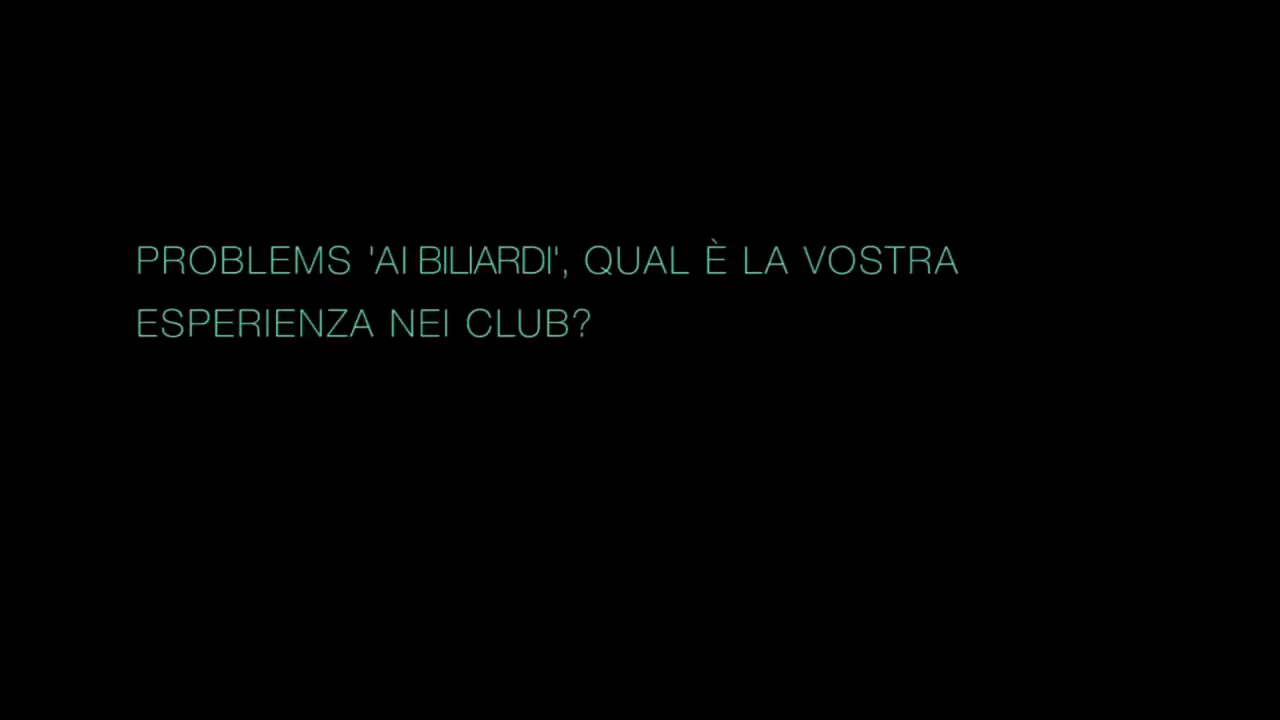 PROBLEMS 'AI BILIARDI', QUAL È LA VOSTRA
ESPERIENZA NEI CLUB?